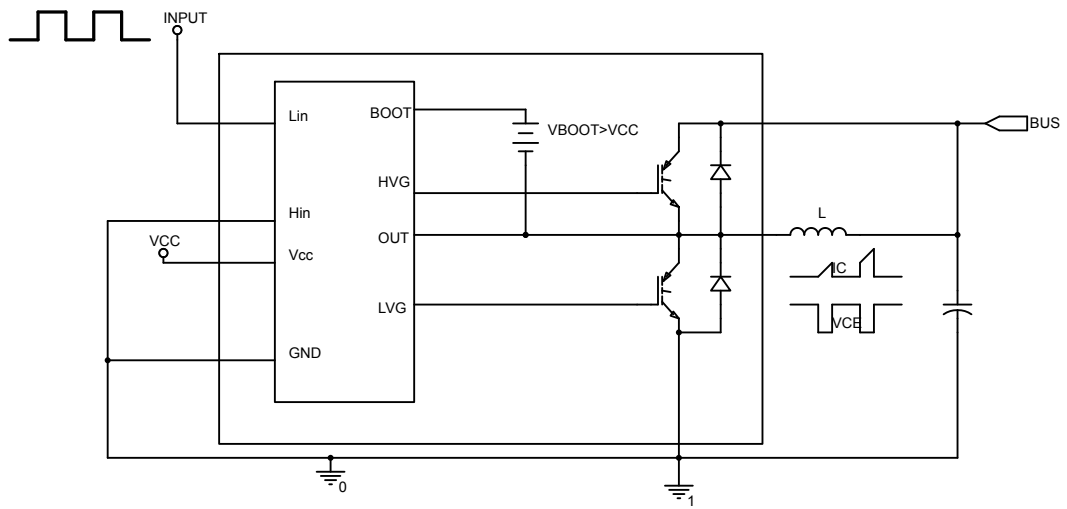 INPUT
Lin
BOOT
VBOOT>VCC
BUS
HVG
Hin
L
VCC
OUT
Vcc
IC
LVG
VCE
GND
0
1